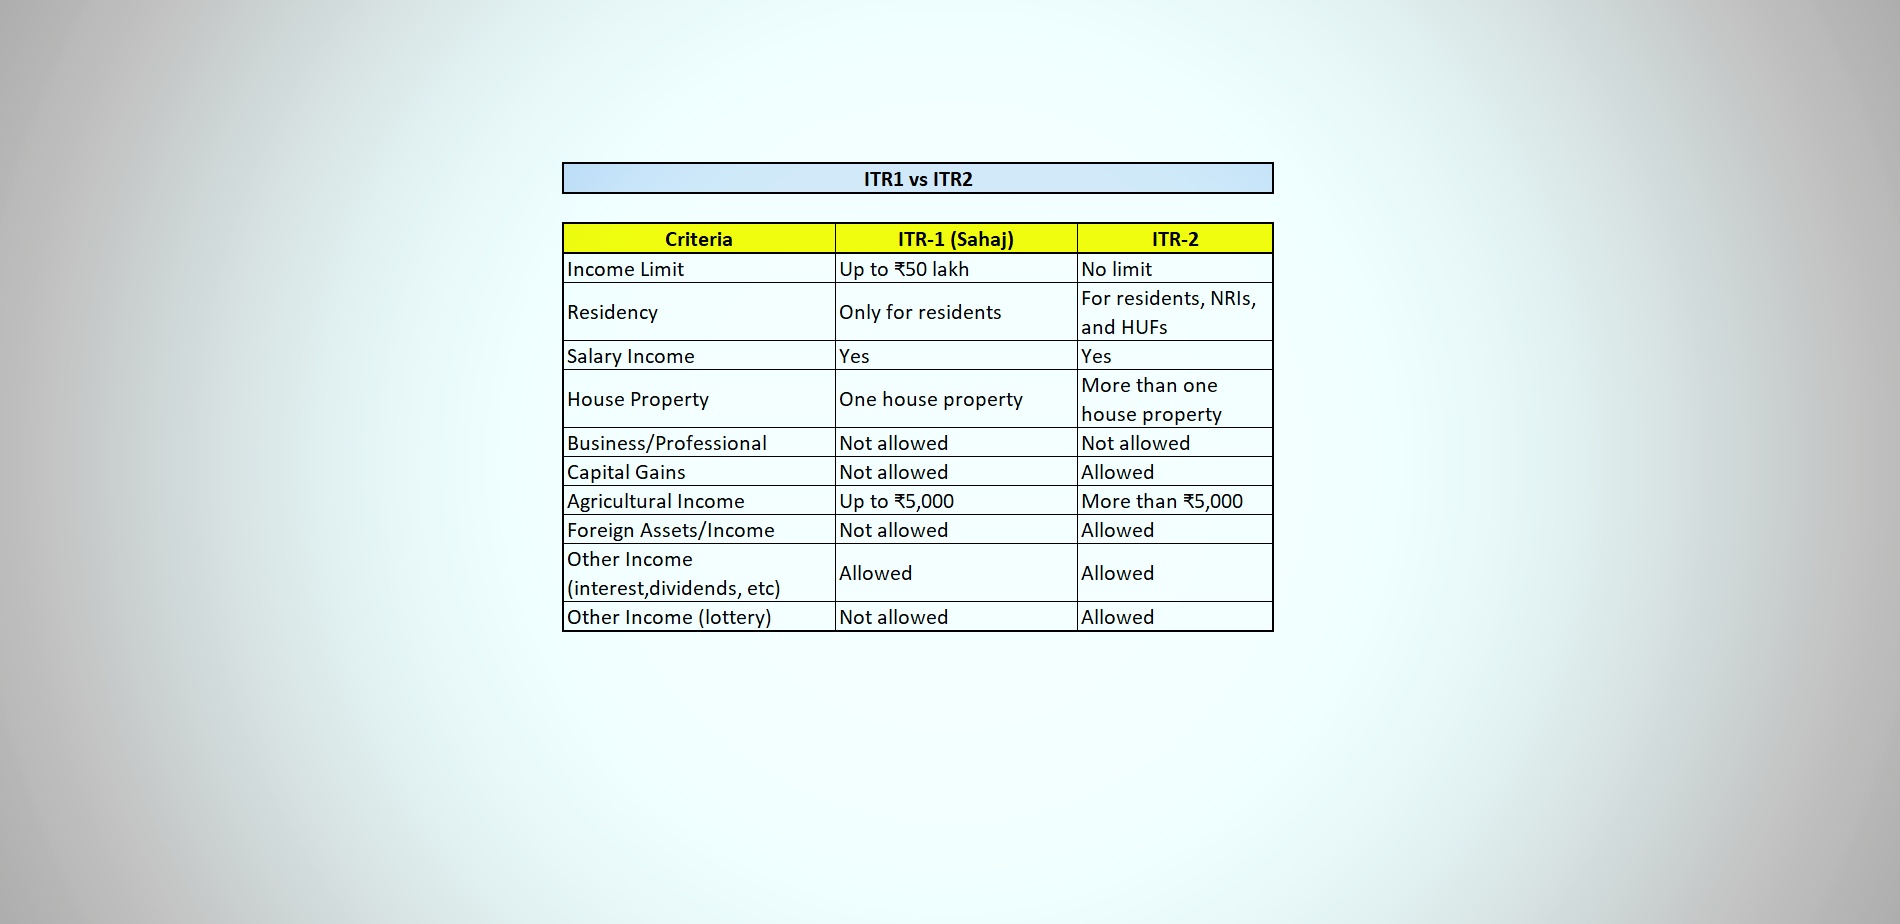 ITR1 vs ITR2
Criteria ITR-1 (Sahaj) ITR-2
Income Limit Up to ₹50 lakh No limit
Residency Only for residents For residents, NRIs,
and HUFs
Salary Income Yes Yes
House Property One house property More than one
house property
Business/Professional Not allowed Not allowed
Capital Gains Not allowed Allowed
Agricultural Income Up to ₹5,000 More than ₹5,000
Foreign Assets/Income Not allowed Allowed
Other Income
(interest,dividends, etc) Allowed Allowed
Other Income (lottery) Not allowed Allowed